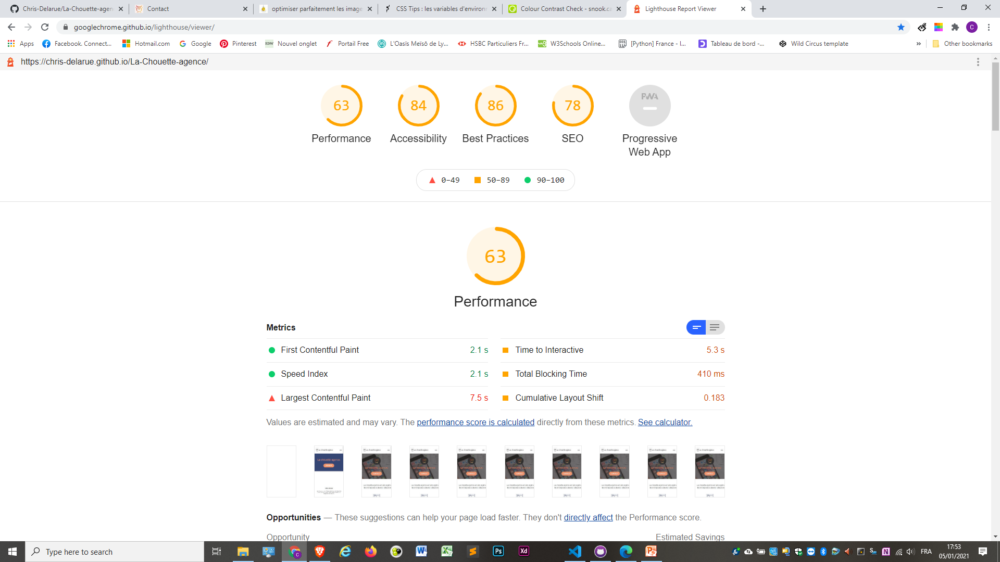 Chris-Delarue/La-Chouette-agen
Contact
optimiser parfaitement les image
CSS Tips : les variables d'environn
Colour Contrast Check - snook.ca
Lighthouse Report Viewer
googlechrome.github.io/lighthouse/viewer/
C
Apps
Facebook. Connect...
Hotmail.com
Google
Pinterest
EDW
Nouvel onglet
Portail Free
L'Oasïs Meïsō de Ly...
HSBC Particuliers Fr...
W3Schools Online...
[Python] France - I...
Tableau de bord -...
Wild Circus template
»
Other bookmarks
https://chris-delarue.github.io/La-Chouette-agence/
63
84
86
78
PWA
Performance
Accessibility
Best Practices
SEO
Progressive
Web App
0–49
50–89
90–100
63
Performance
Metrics
First Contentful Paint
2.1 s
Time to Interactive
5.3 s
Speed Index
2.1 s
Total Blocking Time
410 ms
Largest Contentful Paint
7.5 s
Cumulative Layout Shift
0.183
Values are estimated and may vary. The performance score is calculated directly from these metrics. See calculator.
Opportunities — These suggestions can help your page load faster. They don't directly affect the Performance score.
Opportunity
Estimated Savings
Type here to search
Ps
Xd
FRA
17:53
05/01/2021